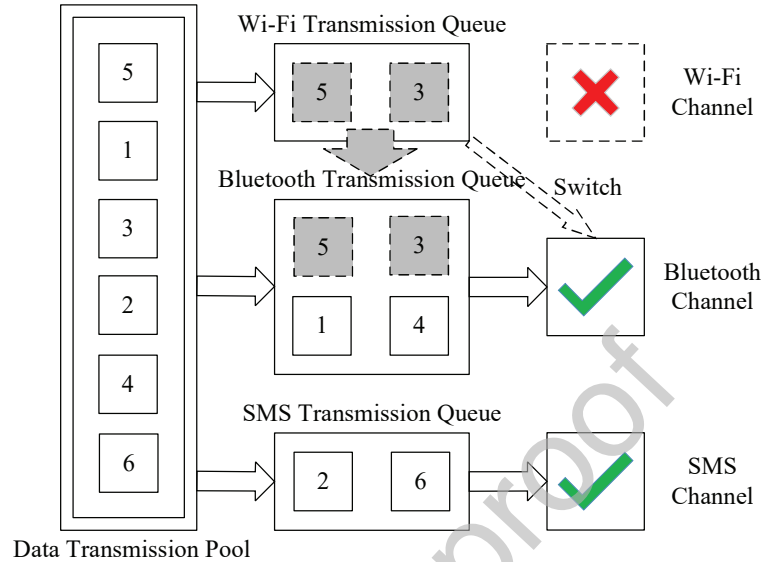 Wi-Fi Transmission Queue
5
1
3
2
4
6
Data Transmission Pool
5 3
Wi-Fi
Channel
Switch
Bluetooth Transmission Queue
5 3
1 4
Bluetooth
Channel
SMS Transmission Queue
2 6
SMS
Channel
proof